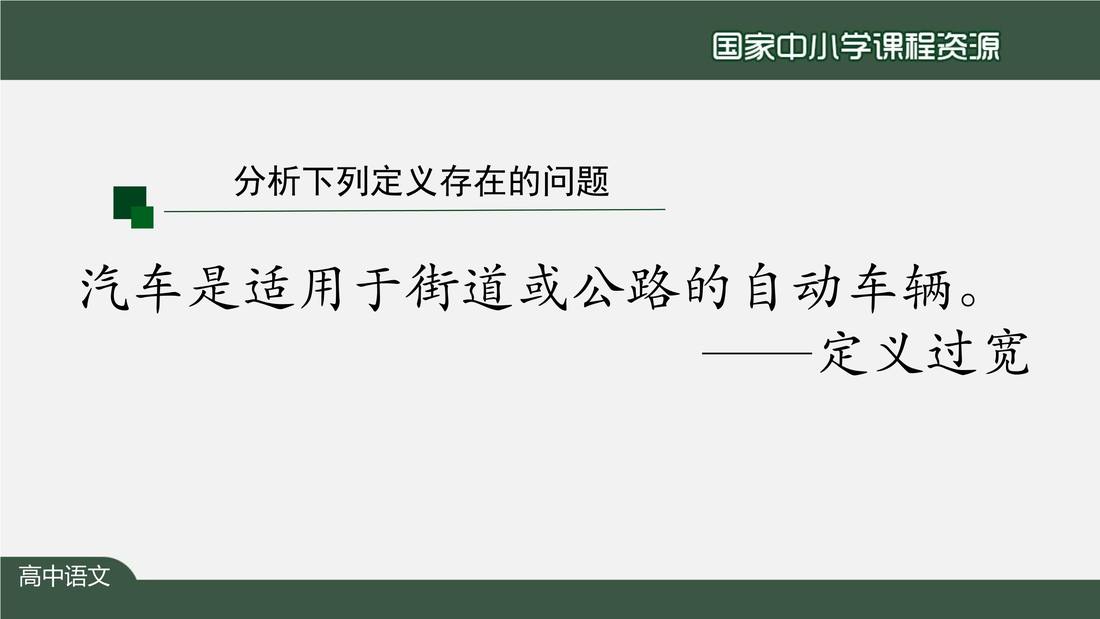 国家中小学课程资源
分析下列定义存在的问题
汽车是适用于街道或公路的自动车辆。
——定义过宽
高中语文